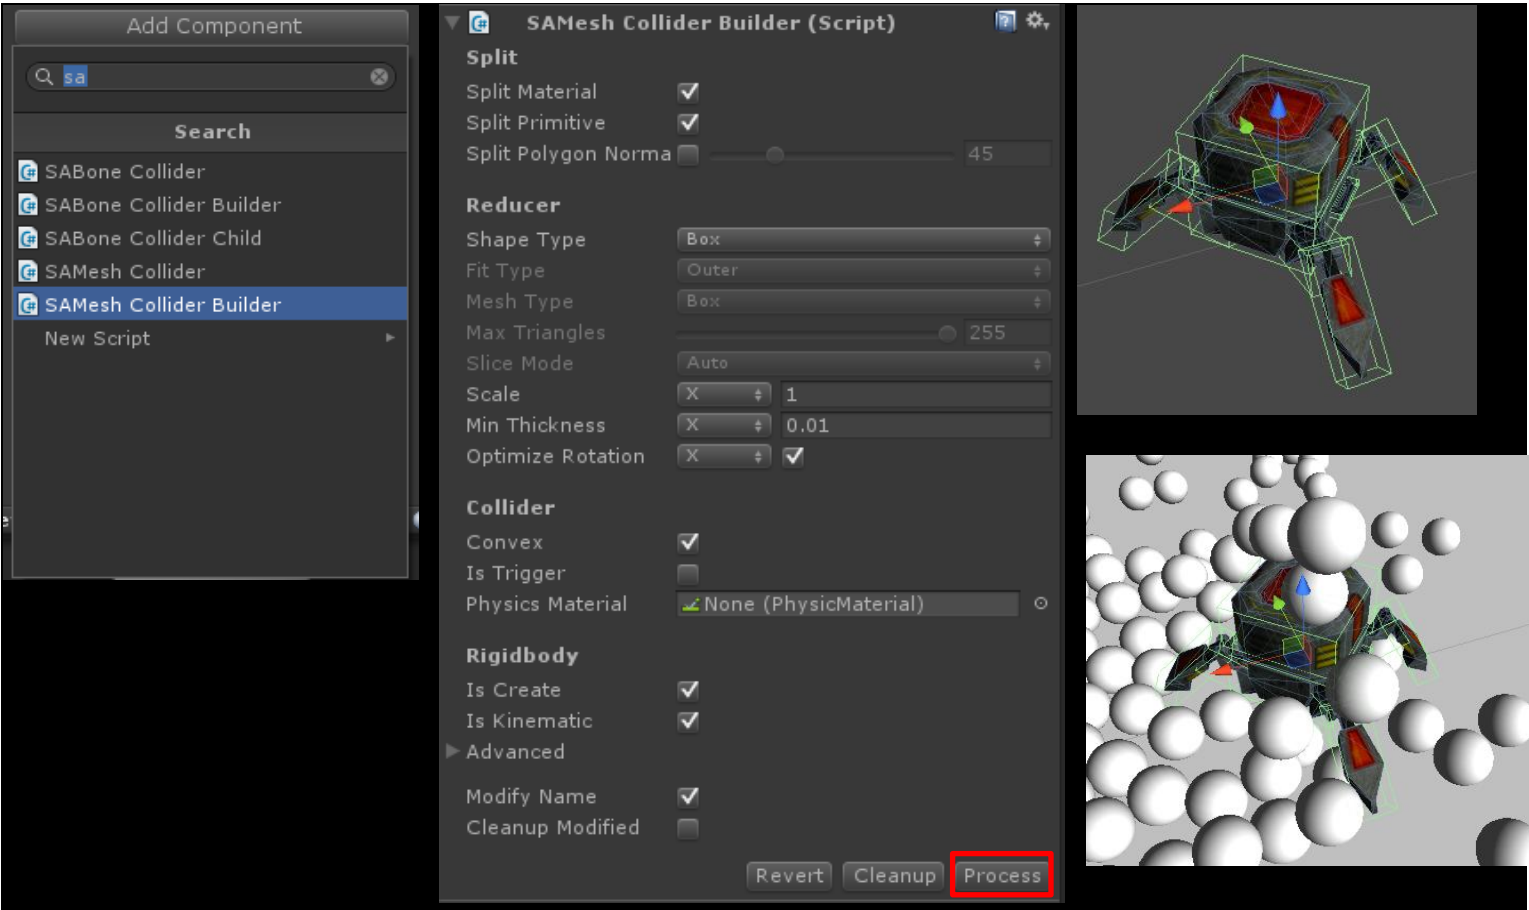 Add Component
sa
Search
SABone Collider
SABone Collider Builder
SABone Collider Child
SAMesh Collider
SAMesh Collider Builder
New Script
SAMesh Collider Builder (Script)
Split
Split Material
Split Primitive
Split Polygon Norma 45
Reducer
Shape Type Box
Fit Type Outer
Mesh Type Box
Max Triangles 255
Slice Mode Auto
Scale X 1
Min Thickness X 0.01
Optimize Rotation X
Collider
Convex
Is Trigger
Physics Material None (PhysicMaterial)
Rigidbody
Is Create
Is Kinematic
Advanced
Modify Name
Cleanup Modified
Revert Cleanup Process